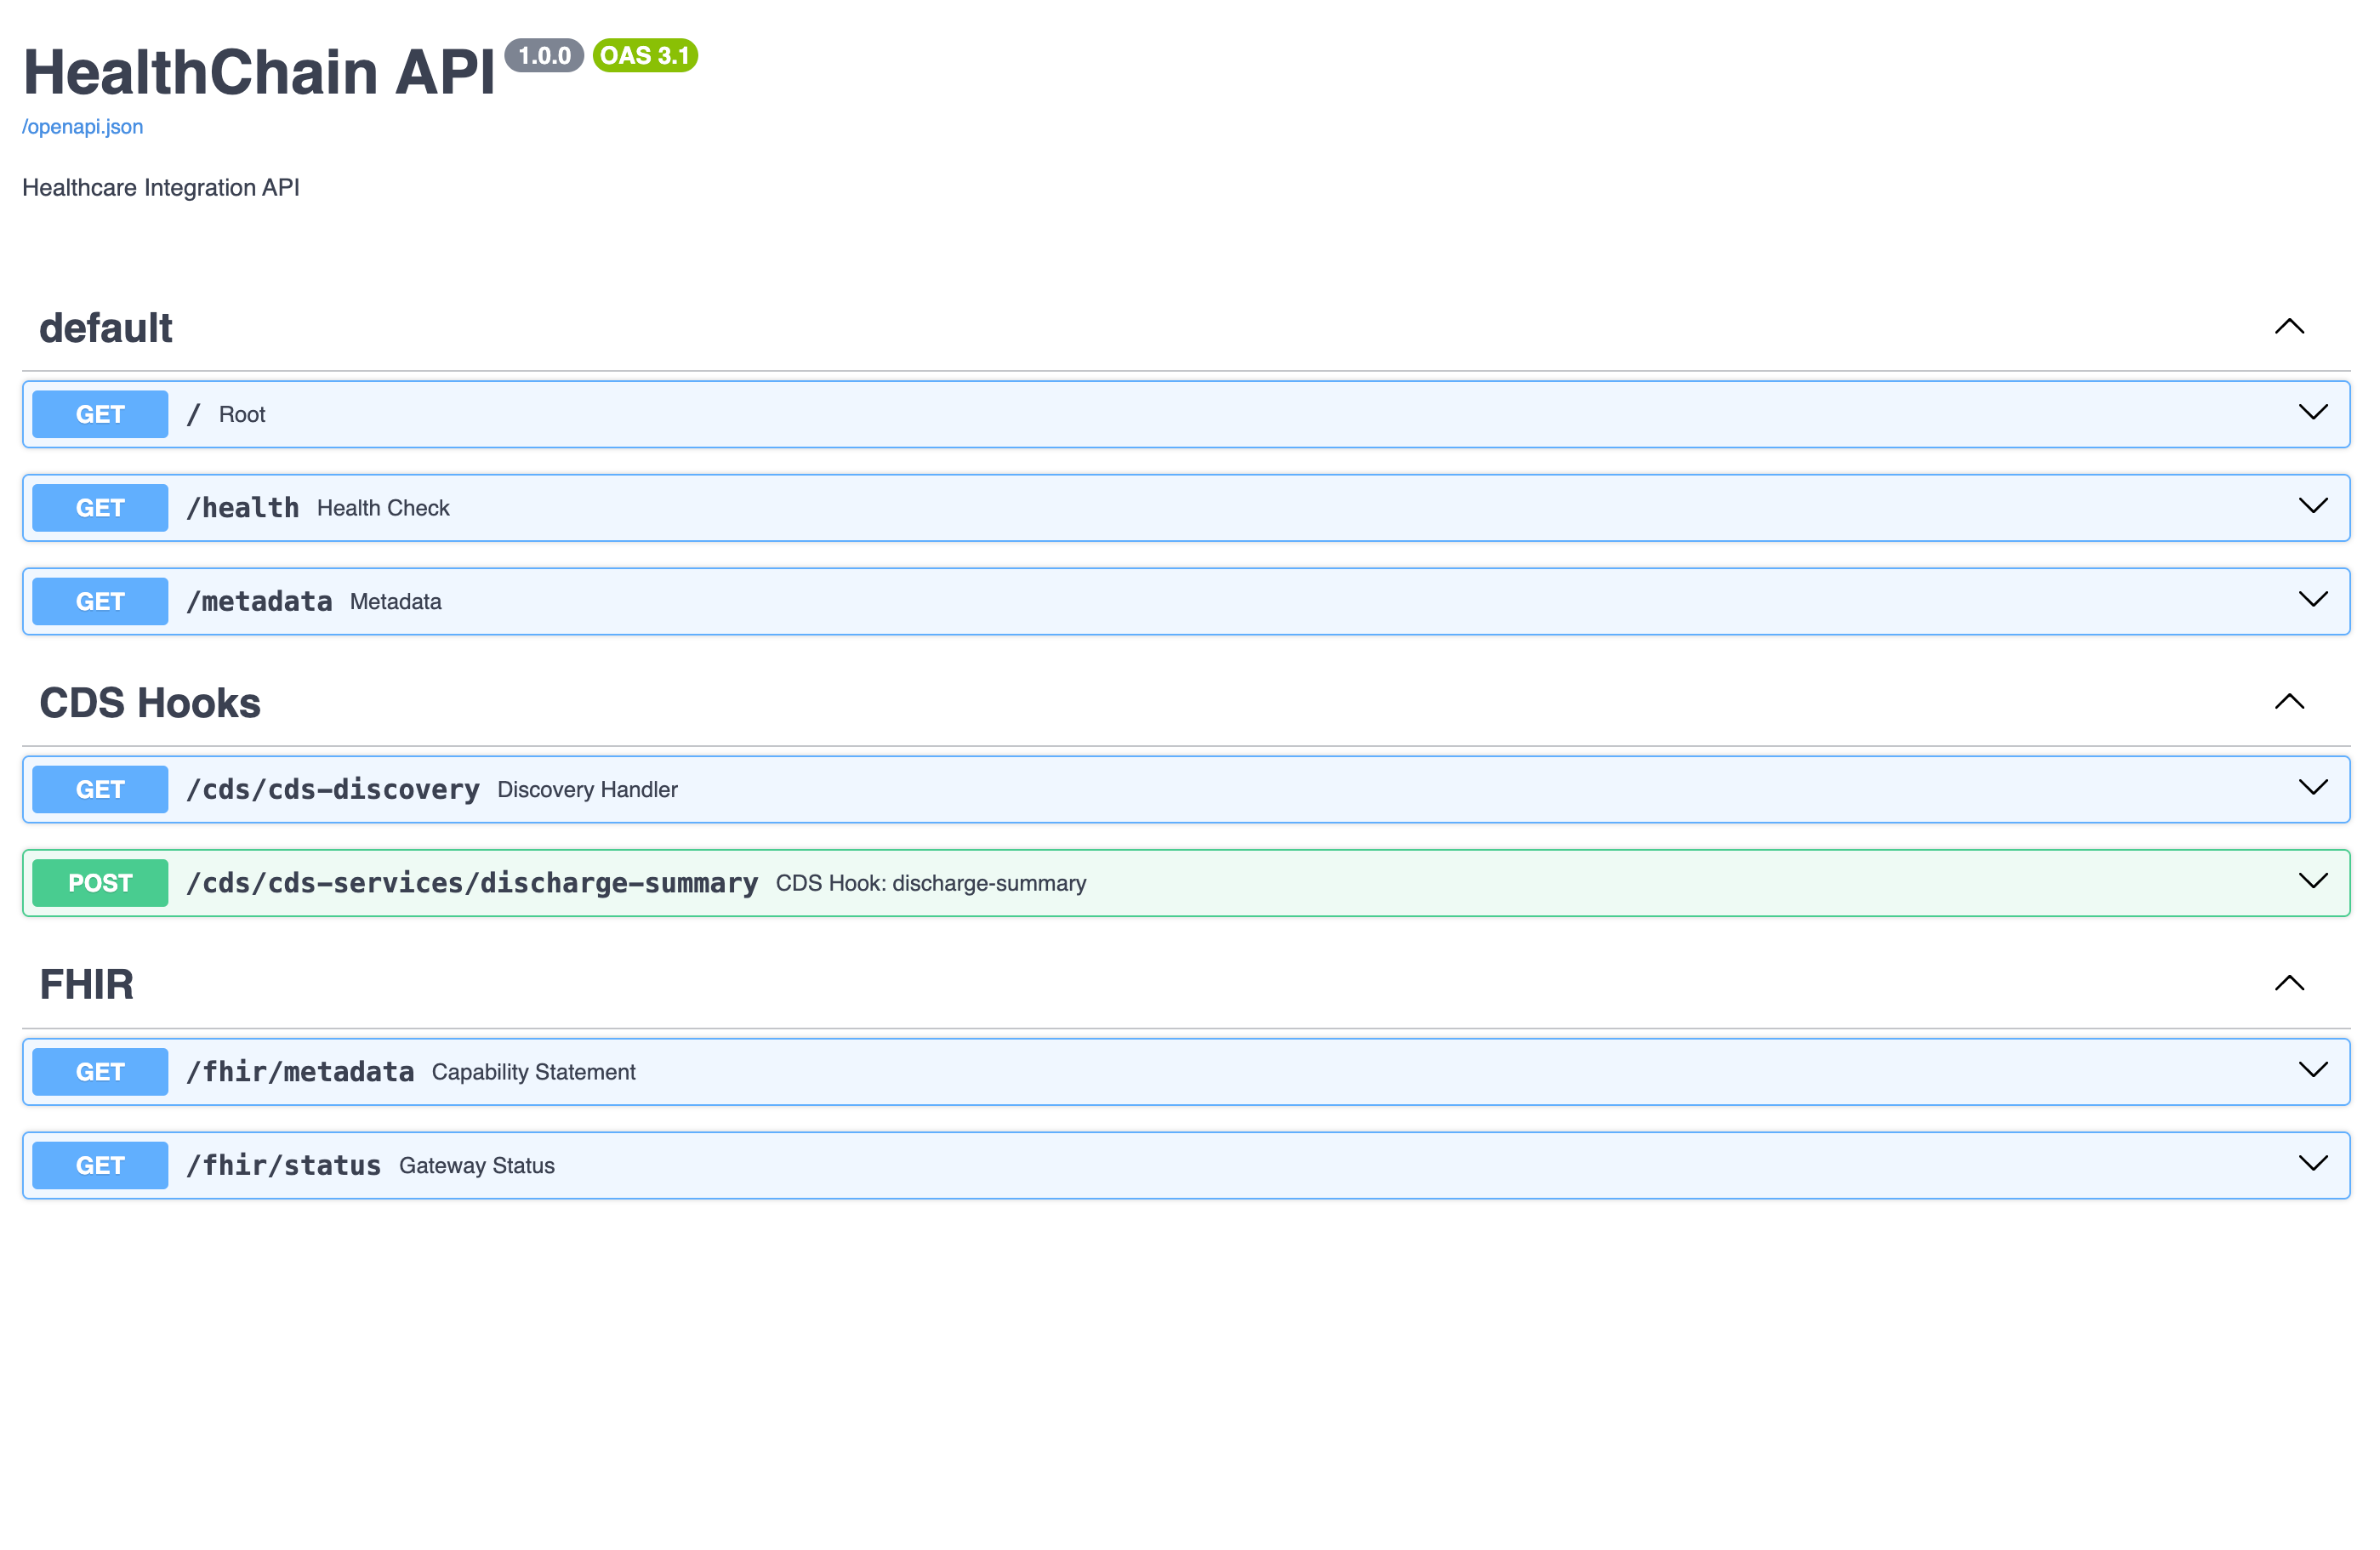 HealthChain API 1.0.0 OAS 3.1
/openapi.json
Healthcare Integration API
default
GET / Root
GET /health Health Check
GET /metadata Metadata
CDS Hooks
GET /cds/cds-discovery Discovery Handler
POST /cds/cds-services/discharge-summary CDS Hook: discharge-summary
FHIR
GET /fhir/metadata Capability Statement
GET /fhir/status Gateway Status